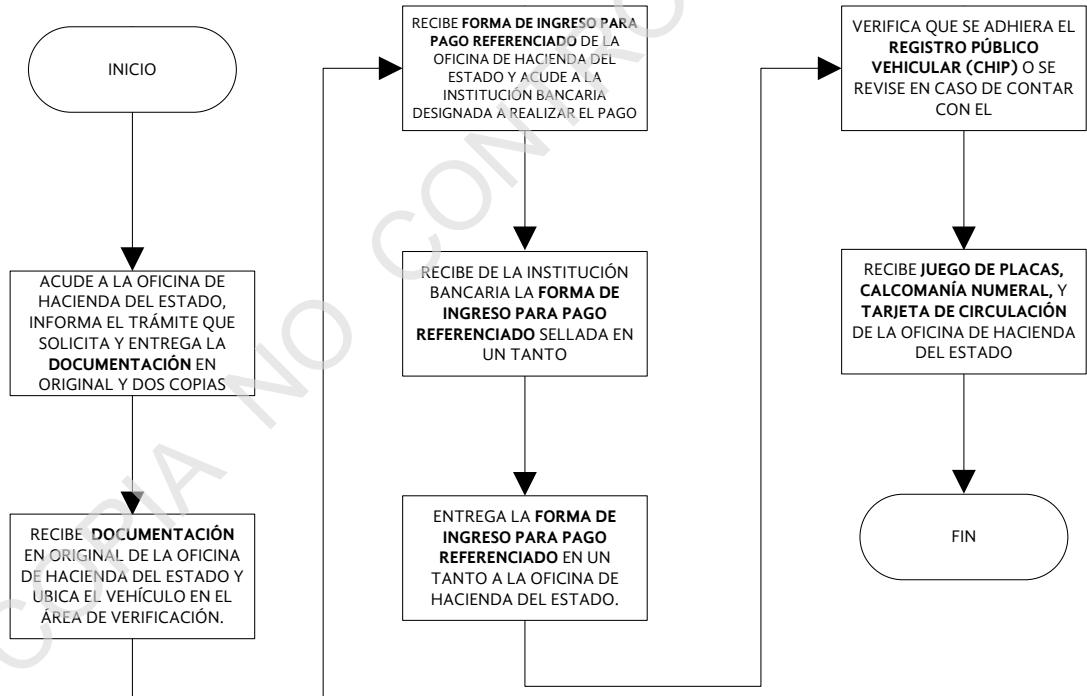 INICIO
ACUDE A LA OFICINA DE
HACIENDA DEL ESTADO,
INFORMA EL TRÁMITE QUE
SOLICITA Y ENTREGA LA
DOCUMENTACIÓN EN
ORIGINAL Y DOS COPIAS
RECIBE DOCUMENTACIÓN
EN ORIGINAL DE LA OFICINA
DE HACIENDA DEL ESTADO Y
UBICA EL VEHÍCULO EN EL
ÁREA DE VERIFICACIÓN.
RECIBE FORMA DE INGRESO PARA
PAGO REFERENCIADO DE LA
OFICINA DE HACIENDA DEL
ESTADO Y ACUDE A LA
INSTITUCIÓN BANCARIA
DESIGNADA A REALIZAR EL PAGO
RECIBE DE LA INSTITUCIÓN
BANCARIA LA FORMA DE
INGRESO PARA PAGO
REFERENCIADO SELLADA EN
UN TANTO
ENTREGA LA FORMA DE
INGRESO PARA PAGO
REFERENCIADO EN UN
TANTO A LA OFICINA DE
HACIENDA DEL ESTADO.
VERIFICA QUE SE ADHIERA EL
REGISTRO PÚBLICO
VEHICULAR (CHIP) O SE
REVISE EN CASO DE CONTAR
CON EL
RECIBE JUEGO DE PLACAS,
CALCOMANÍA NUMERAL, Y
TARJETA DE CIRCULACIÓN
DE LA OFICINA DE HACIENDA
DEL ESTADO
FIN
COPIA NO CONTRO